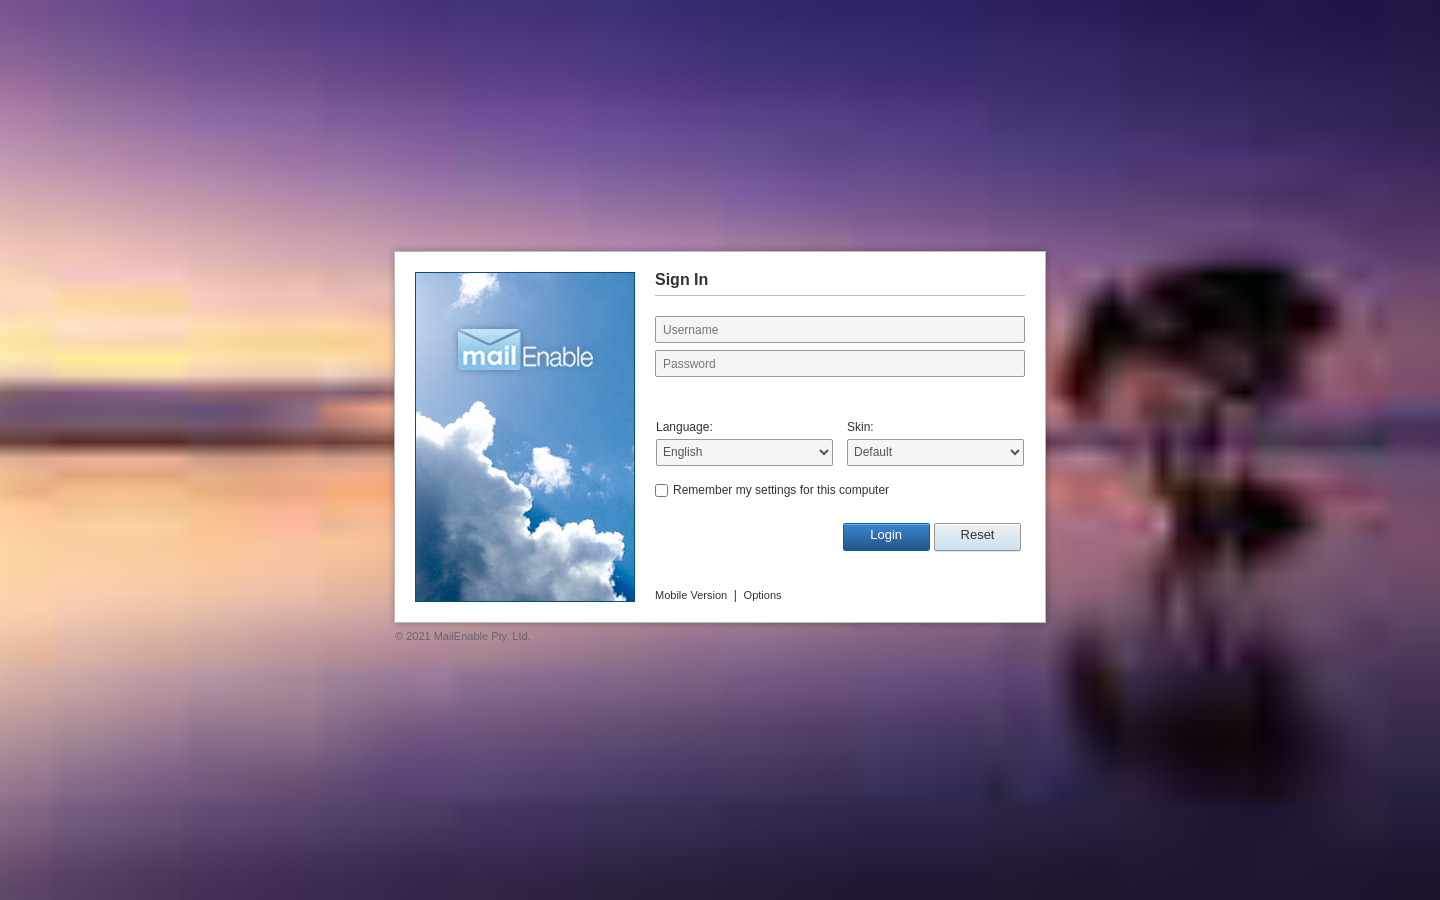 Sign In
mail Enable
Username
Password
Language:
Skin:
English
Default
Remember my settings for this computer
Login
Reset
Mobile Version | Options
© 2021 MailEnable Pty. Ltd.